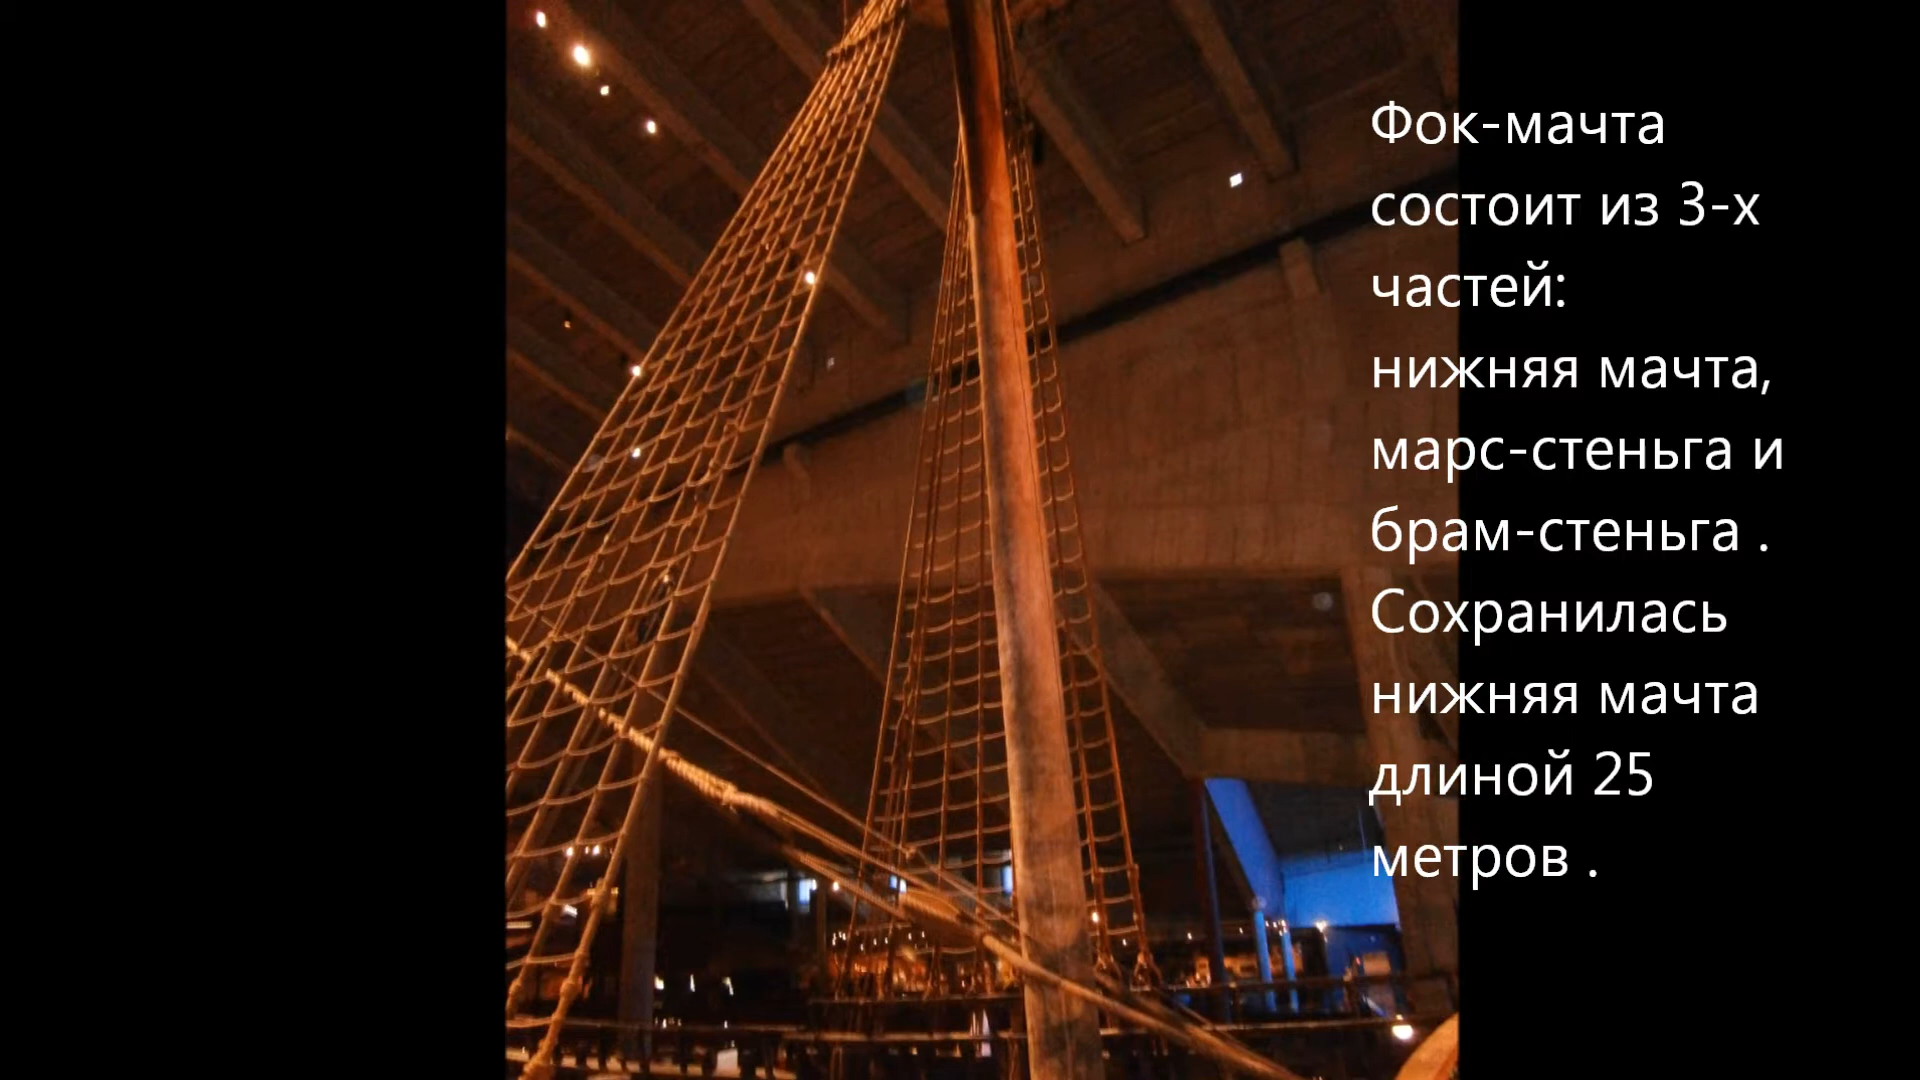 Фок-мачта
состоит из 3-х
частей:
нижняя мачта,
марс-стеньга и
брам-стеньга .
Сохранилась
нижняя мачта
длиной 25
метров .